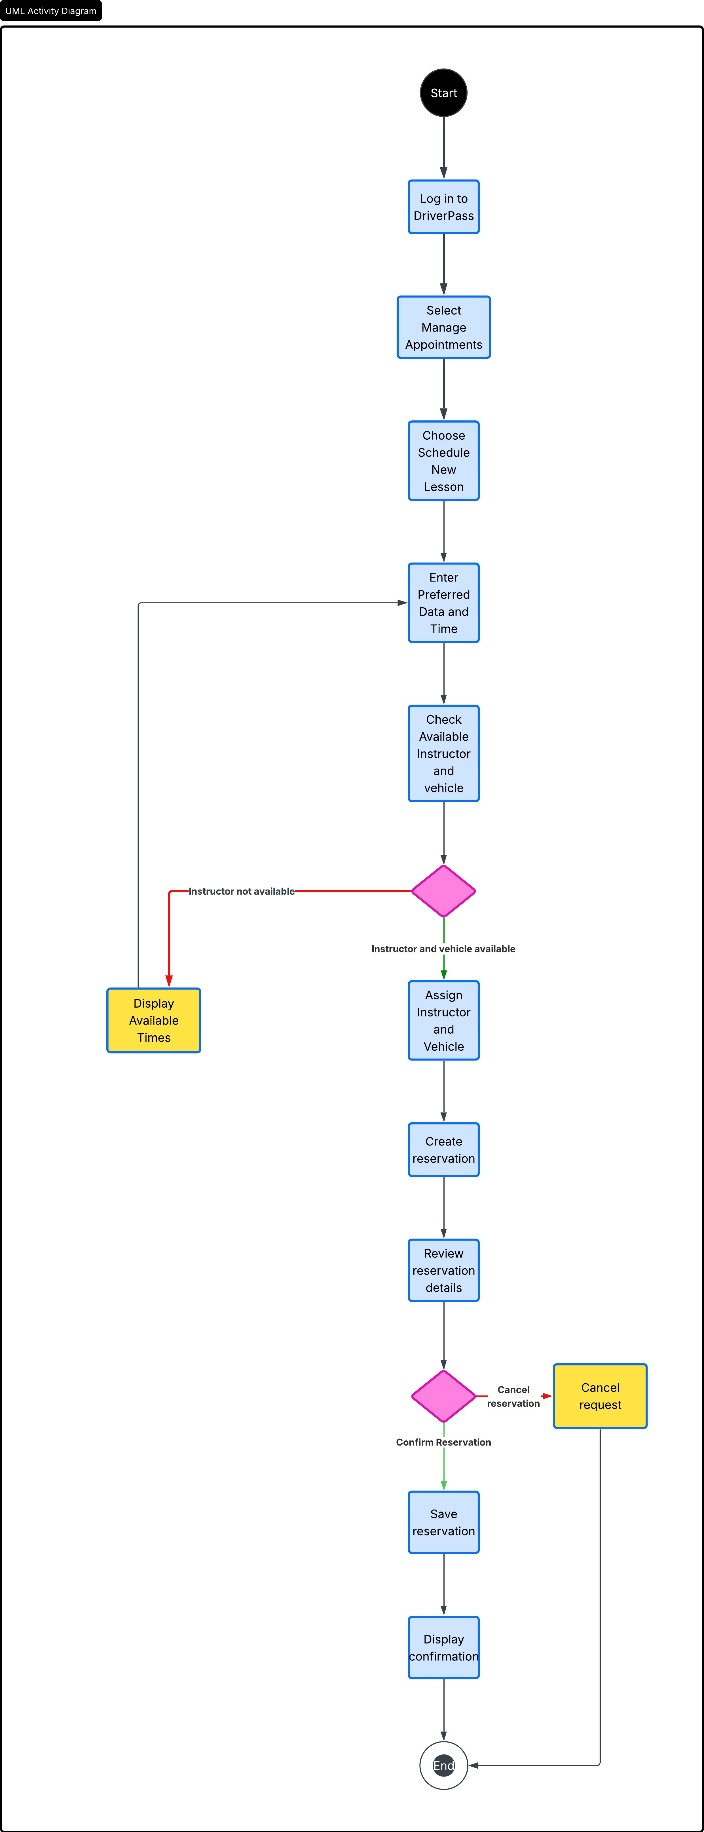 UML Activity Diagram
Start
Log in to
DriverPass
Select
Manage
Appointments
Choose
Schedule
New
Lesson
Enter
Preferred
Data and
Time
Check
Available
Instructor
and
vehicle
Instructor not available
Instructor and vehicle available
Display
Available
Times
Assign
Instructor
and
Vehicle
Create
reservation
Review
reservation
details
Cancel
reservation
Cancel
request
Confirm Reservation
Save
reservation
Display
confirmation
End